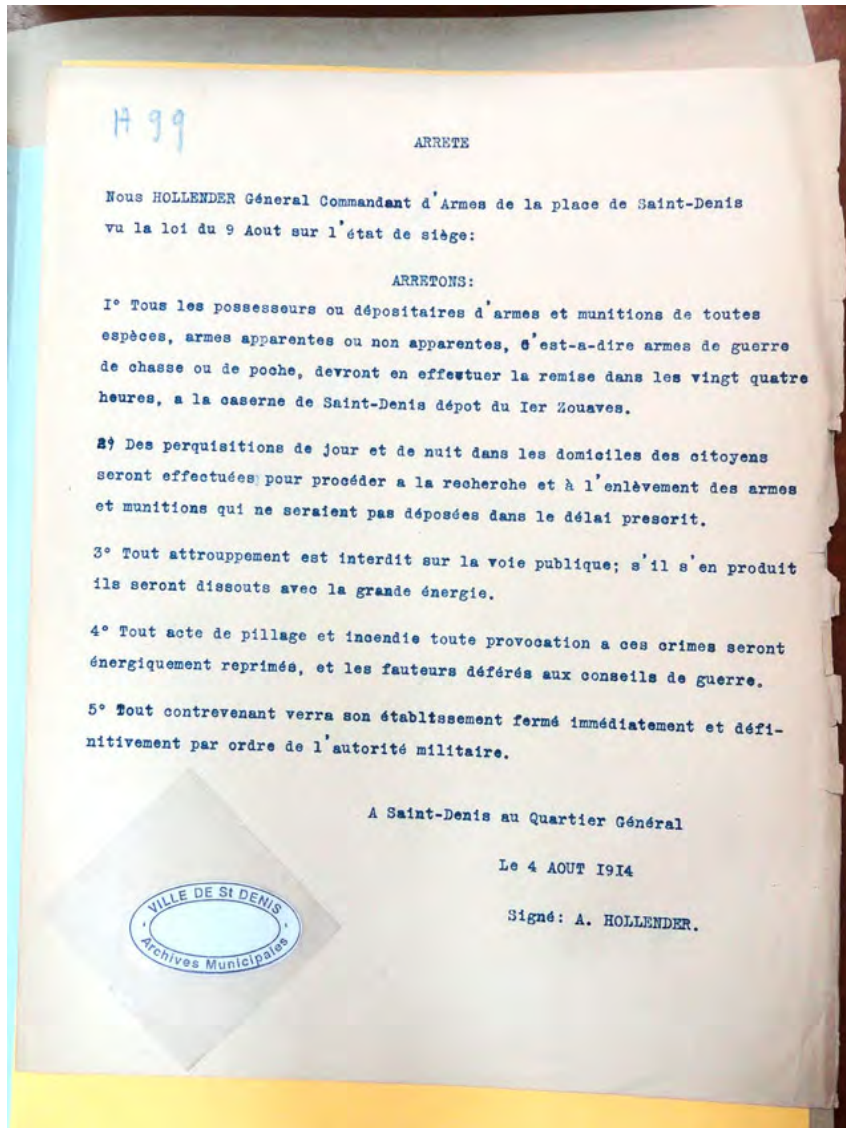 H 99
ARRETE
Nous HOLLENDER Géneral Commandant d'Armes de la place de Saint-Denis
vu la loi du 9 Aout sur l'état de siège:
ARRETONS:
I° Tous les possesseurs ou dépositaires d'armes et munitions de toutes
espèces, armes apparentes ou non apparentes, c'est-a-dire armes de guerre
de chasse ou de poche, devront en effectuer la remise dans les vingt quatre
heures, a la caserne de Saint-Denis dépot du Ier Zouaves.
2° Des perquisitions de jour et de nuit dans les domiciles des citoyens
seront effectuées pour procéder a la recherche et à l'enlèvement des armes
et munitions qui ne seraient pas déposées dans le délai prescrit.
3° Tout attrouppement est interdit sur la voie publique; s'il s'en produit
ils seront dissouts avec la grande énergie.
4° Tout acte de pillage et incendie toute provocation a ces crimes seront
énergiquement reprimés, et les fauteurs déférés aux conseils de guerre.
5° Tout contrevenant verra son établtssement fermé immédiatement et défi-
nitivement par ordre de l'autorité militaire.
A Saint-Denis au Quartier Général
Le 4 AOUT I9I4
Signé: A. HOLLENDER.
VILLE DE St DENIS
Archives Municipales